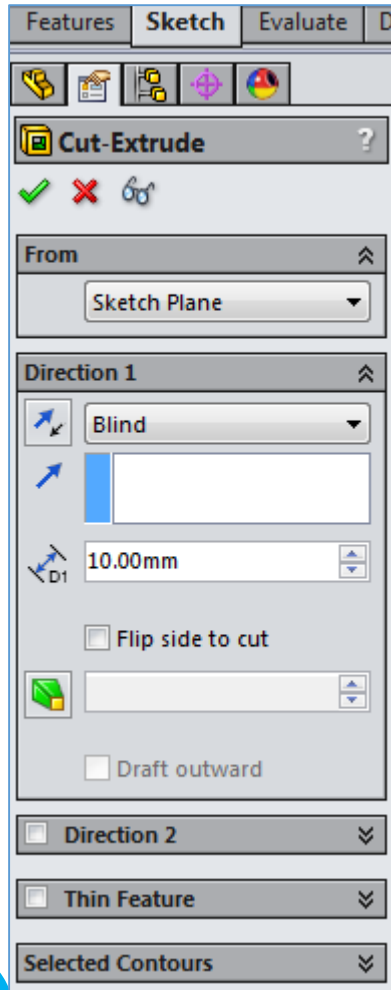 Features Sketch Evaluate D
Cut-Extrude ?
From
Sketch Plane
Direction 1
Blind
D1 10.00mm
Flip side to cut
Draft outward
Direction 2
Thin Feature
Selected Contours